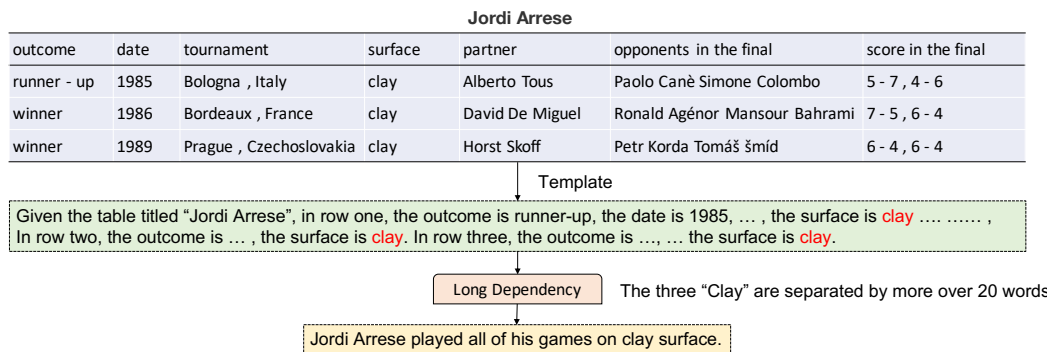 Jordi Arrese
outcome date tournament surface partner opponents in the final score in the final
runner - up 1985 Bologna , Italy clay Alberto Tous Paolo Canè Simone Colombo 5 - 7 , 4 - 6
winner 1986 Bordeaux , France clay David De Miguel Ronald Agénor Mansour Bahrami 7 - 5 , 6 - 4
winner 1989 Prague , Czechoslovakia clay Horst Skoff Petr Korda Tomáš šmíd 6 - 4 , 6 - 4
Template
Given the table titled “Jordi Arrese”, in row one, the outcome is runner-up, the date is 1985, … , the surface is clay …. …… ,
In row two, the outcome is … , the surface is clay. In row three, the outcome is …, … the surface is clay.
Long Dependency The three “Clay” are separated by more over 20 words
Jordi Arrese played all of his games on clay surface.